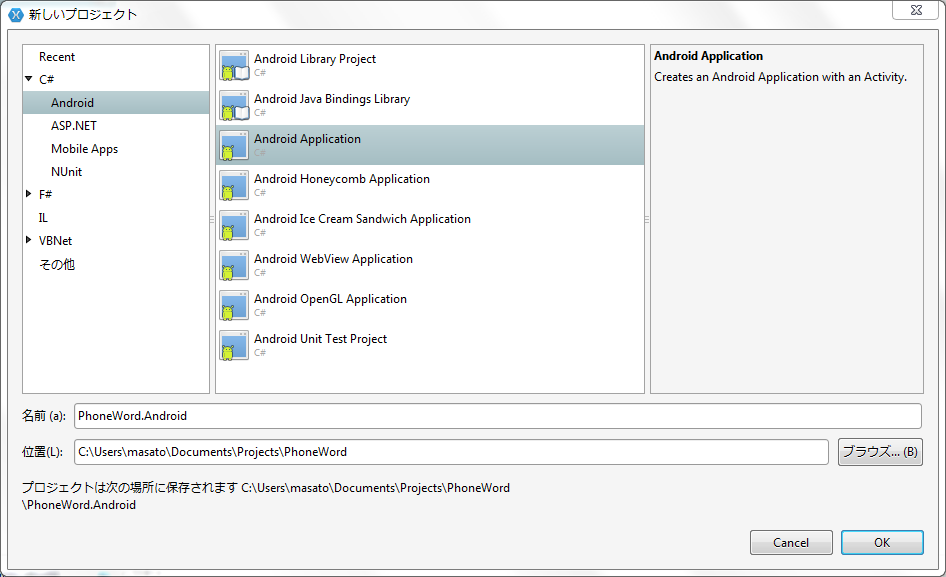 新しいプロジェクト
Recent
C#
Android
ASP.NET
Mobile Apps
NUnit
F#
IL
VBNet
その他
Android Library Project
C#
Android Java Bindings Library
C#
Android Application
C#
Android Honeycomb Application
C#
Android Ice Cream Sandwich Application
C#
Android WebView Application
C#
Android OpenGL Application
C#
Android Unit Test Project
C#
Android Application
Creates an Android Application with an Activity.
名前 (a): PhoneWord.Android
位置(L): C:\Users\masato\Documents\Projects\PhoneWord ブラウズ... (B)
プロジェクトは次の場所に保存されます C:\Users\masato\Documents\Projects\PhoneWord
\PhoneWord.Android
Cancel OK